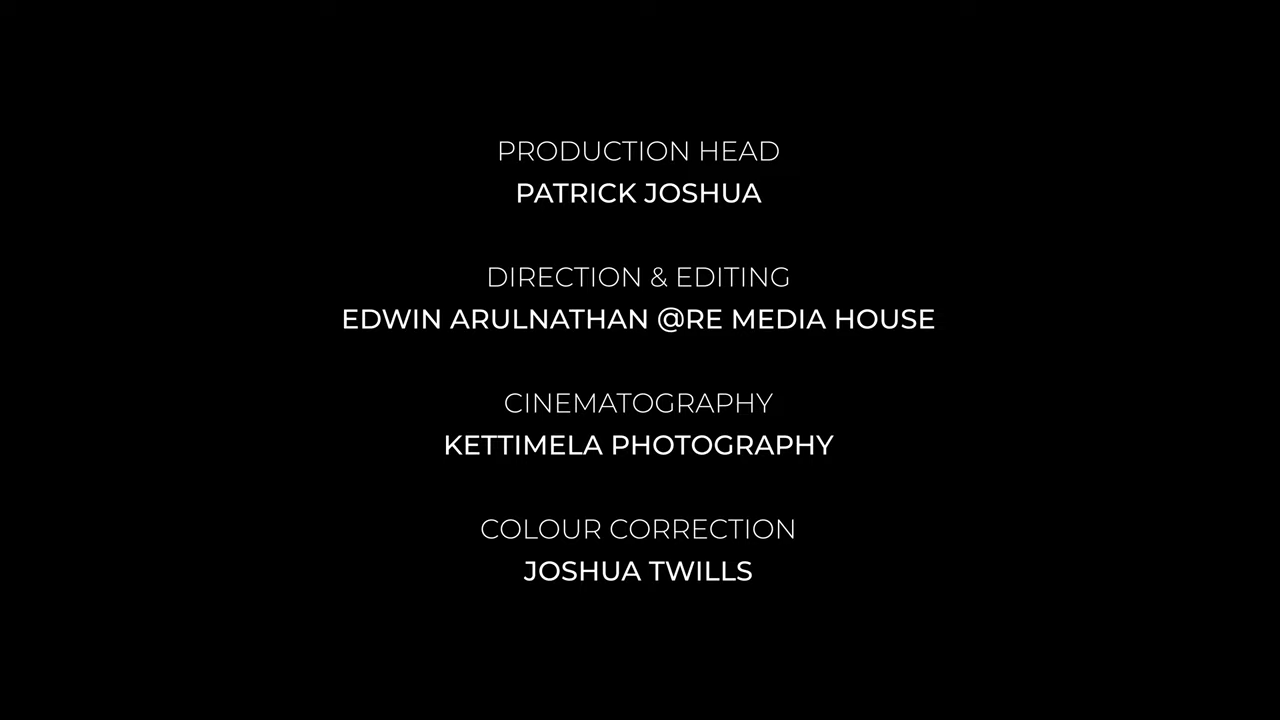 PRODUCTION HEAD
PATRICK JOSHUA
DIRECTION & EDITING
EDWIN ARULNATHAN @RE MEDIA HOUSE
CINEMATOGRAPHY
KETTIMELA PHOTOGRAPHY
COLOUR CORRECTION
JOSHUA TWILLS